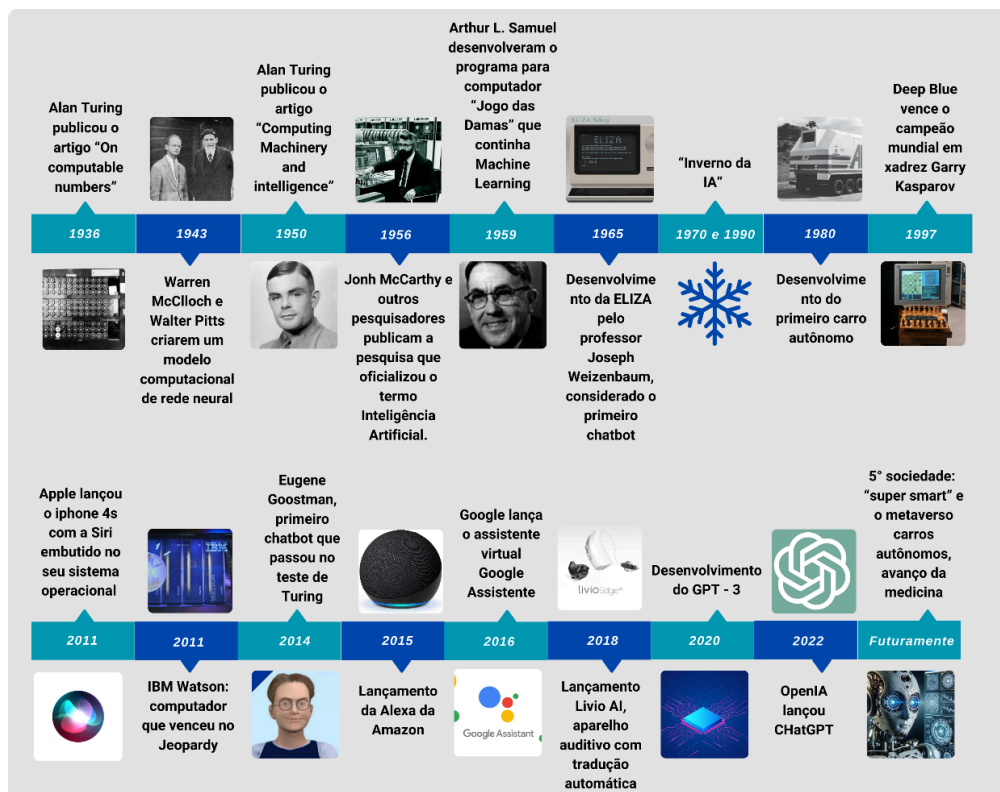 Alan Turing
publicou o
artigo “On
computable
numbers”
1936
1943
Warren
McClloch e
Walter Pitts
criarem um
modelo
computacional
de rede neural
Alan Turing
publicou o
artigo
“Computing
Machinery
and
intelligence”
1950
1956
Jonh McCarthy e
outros
pesquisadores
publicam a
pesquisa que
oficializou o
termo
Inteligência
Artificial.
Arthur L. Samuel
desenvolveram o
programa para
computador
“Jogo das
Damas” que
continha
Machine
Learning
1959
ELIZA Talking
ELIZA
1965
Desenvolvime
nto da ELIZA
pelo
professor
Joseph
Weizenbaum,
considerado o
primeiro
chatbot
“Inverno da
IA”
1970 e 1990
1980
Desenvolvime
nto do
primeiro carro
autônomo
Deep Blue
vence o
campeão
mundial em
xadrez Garry
Kasparov
1997
Apple lançou
o iphone 4s
com a Siri
embutido no
seu sistema
operacional
2011
IBM
2011
IBM Watson:
computador
que venceu no
Jeopardy
Eugene
Goostman,
primeiro
chatbot que
passou no
teste de
Turing
2014
2015
Lançamento
da Alexa da
Amazon
Google lança
o assistente
virtual
Google
Assistente
2016
Google Assistant
livio Edge AI
2018
Lançamento
Livio AI,
aparelho
auditivo com
tradução
automática
Desenvolvimento
do GPT - 3
2020
2022
OpenIA
lançou
CHatGPT
5° sociedade:
“super smart” e
o metaverso
carros
autônomos,
avanço da
medicina
Futuramente